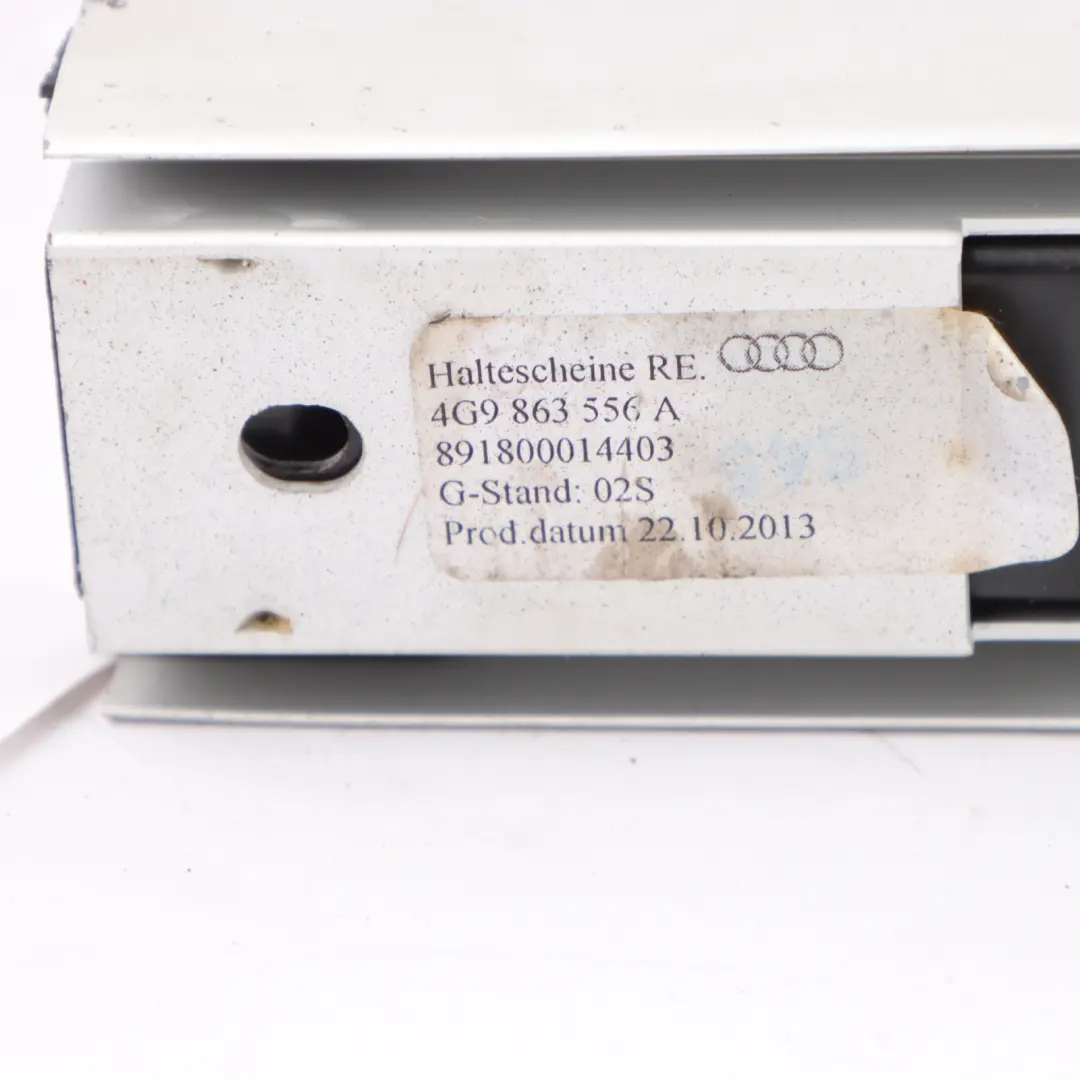 Haltescheine RE.
4G9 863 556 A
891800014403
G-Stand: 02S
Prod.datum 22.10.2013